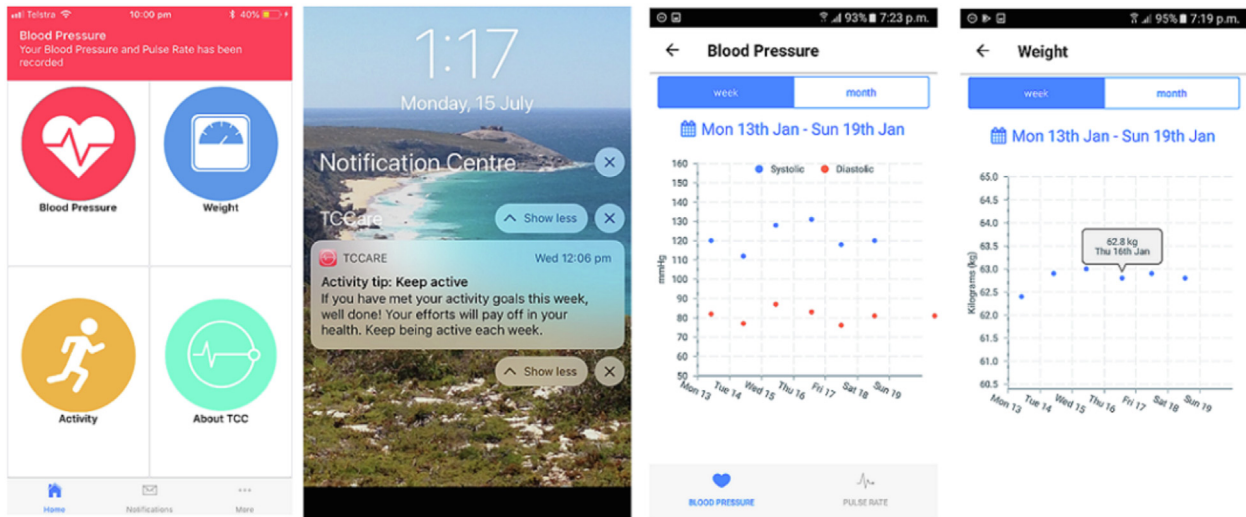 Telstra
10:00 pm
40%
Blood Pressure
Your Blood Pressure and Pulse Rate has been
recorded
Blood Pressure
Weight
Activity
About TCC
Home
Notifications
More
1:17
Monday, 15 July
Notification Centre
TCCare
Show less
TCCARE
Wed 12:06 pm
Activity tip: Keep active
If you have met your activity goals this week,
well done! Your efforts will pay off in your
health. Keep being active each week.
Show less
93% 7:23 p.m.
Blood Pressure
week
month
Mon 13th Jan - Sun 19th Jan
Systolic
Diastolic
mmHg
160
150
140
130
120
110
100
90
80
70
60
50
Mon 13
Tue 14
Wed 15
Thu 16
Fri 17
Sat 18
Sun 19
BLOOD PRESSURE
PULSE RATE
95% 7:19 p.m.
Weight
week
month
Mon 13th Jan - Sun 19th Jan
Kilograms (kg)
65.0
64.5
64.0
63.5
63.0
62.5
62.0
61.5
61.0
60.5
62.8 kg
Thu 16th Jan
Mon 13
Tue 14
Wed 15
Thu 16
Fri 17
Sat 18
Sun 19